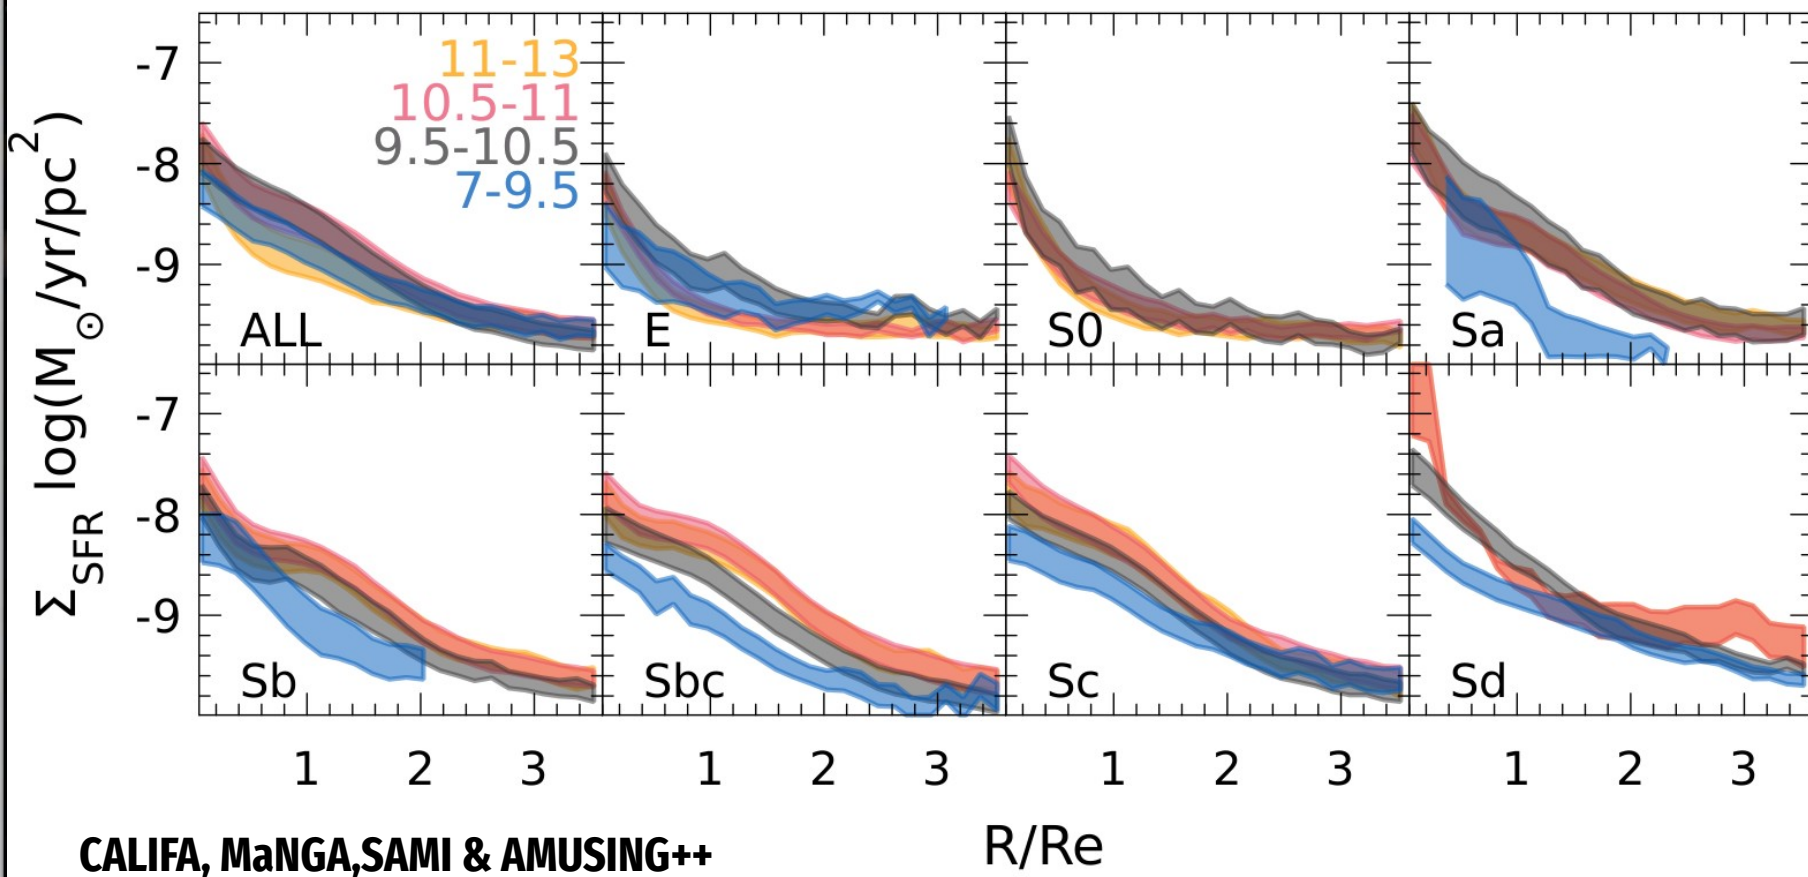 Σ_SFR log(M_⊙/yr/pc^2)
-7
-8
-9
11-13
10.5-11
9.5-10.5
7-9.5
ALL
E
S0
Sa
-7
-8
-9
Sb
Sbc
Sc
Sd
1 2 3 1 2 3 1 2 3 1 2 3
R/Re
CALIFA, MaNGA,SAMI & AMUSING++